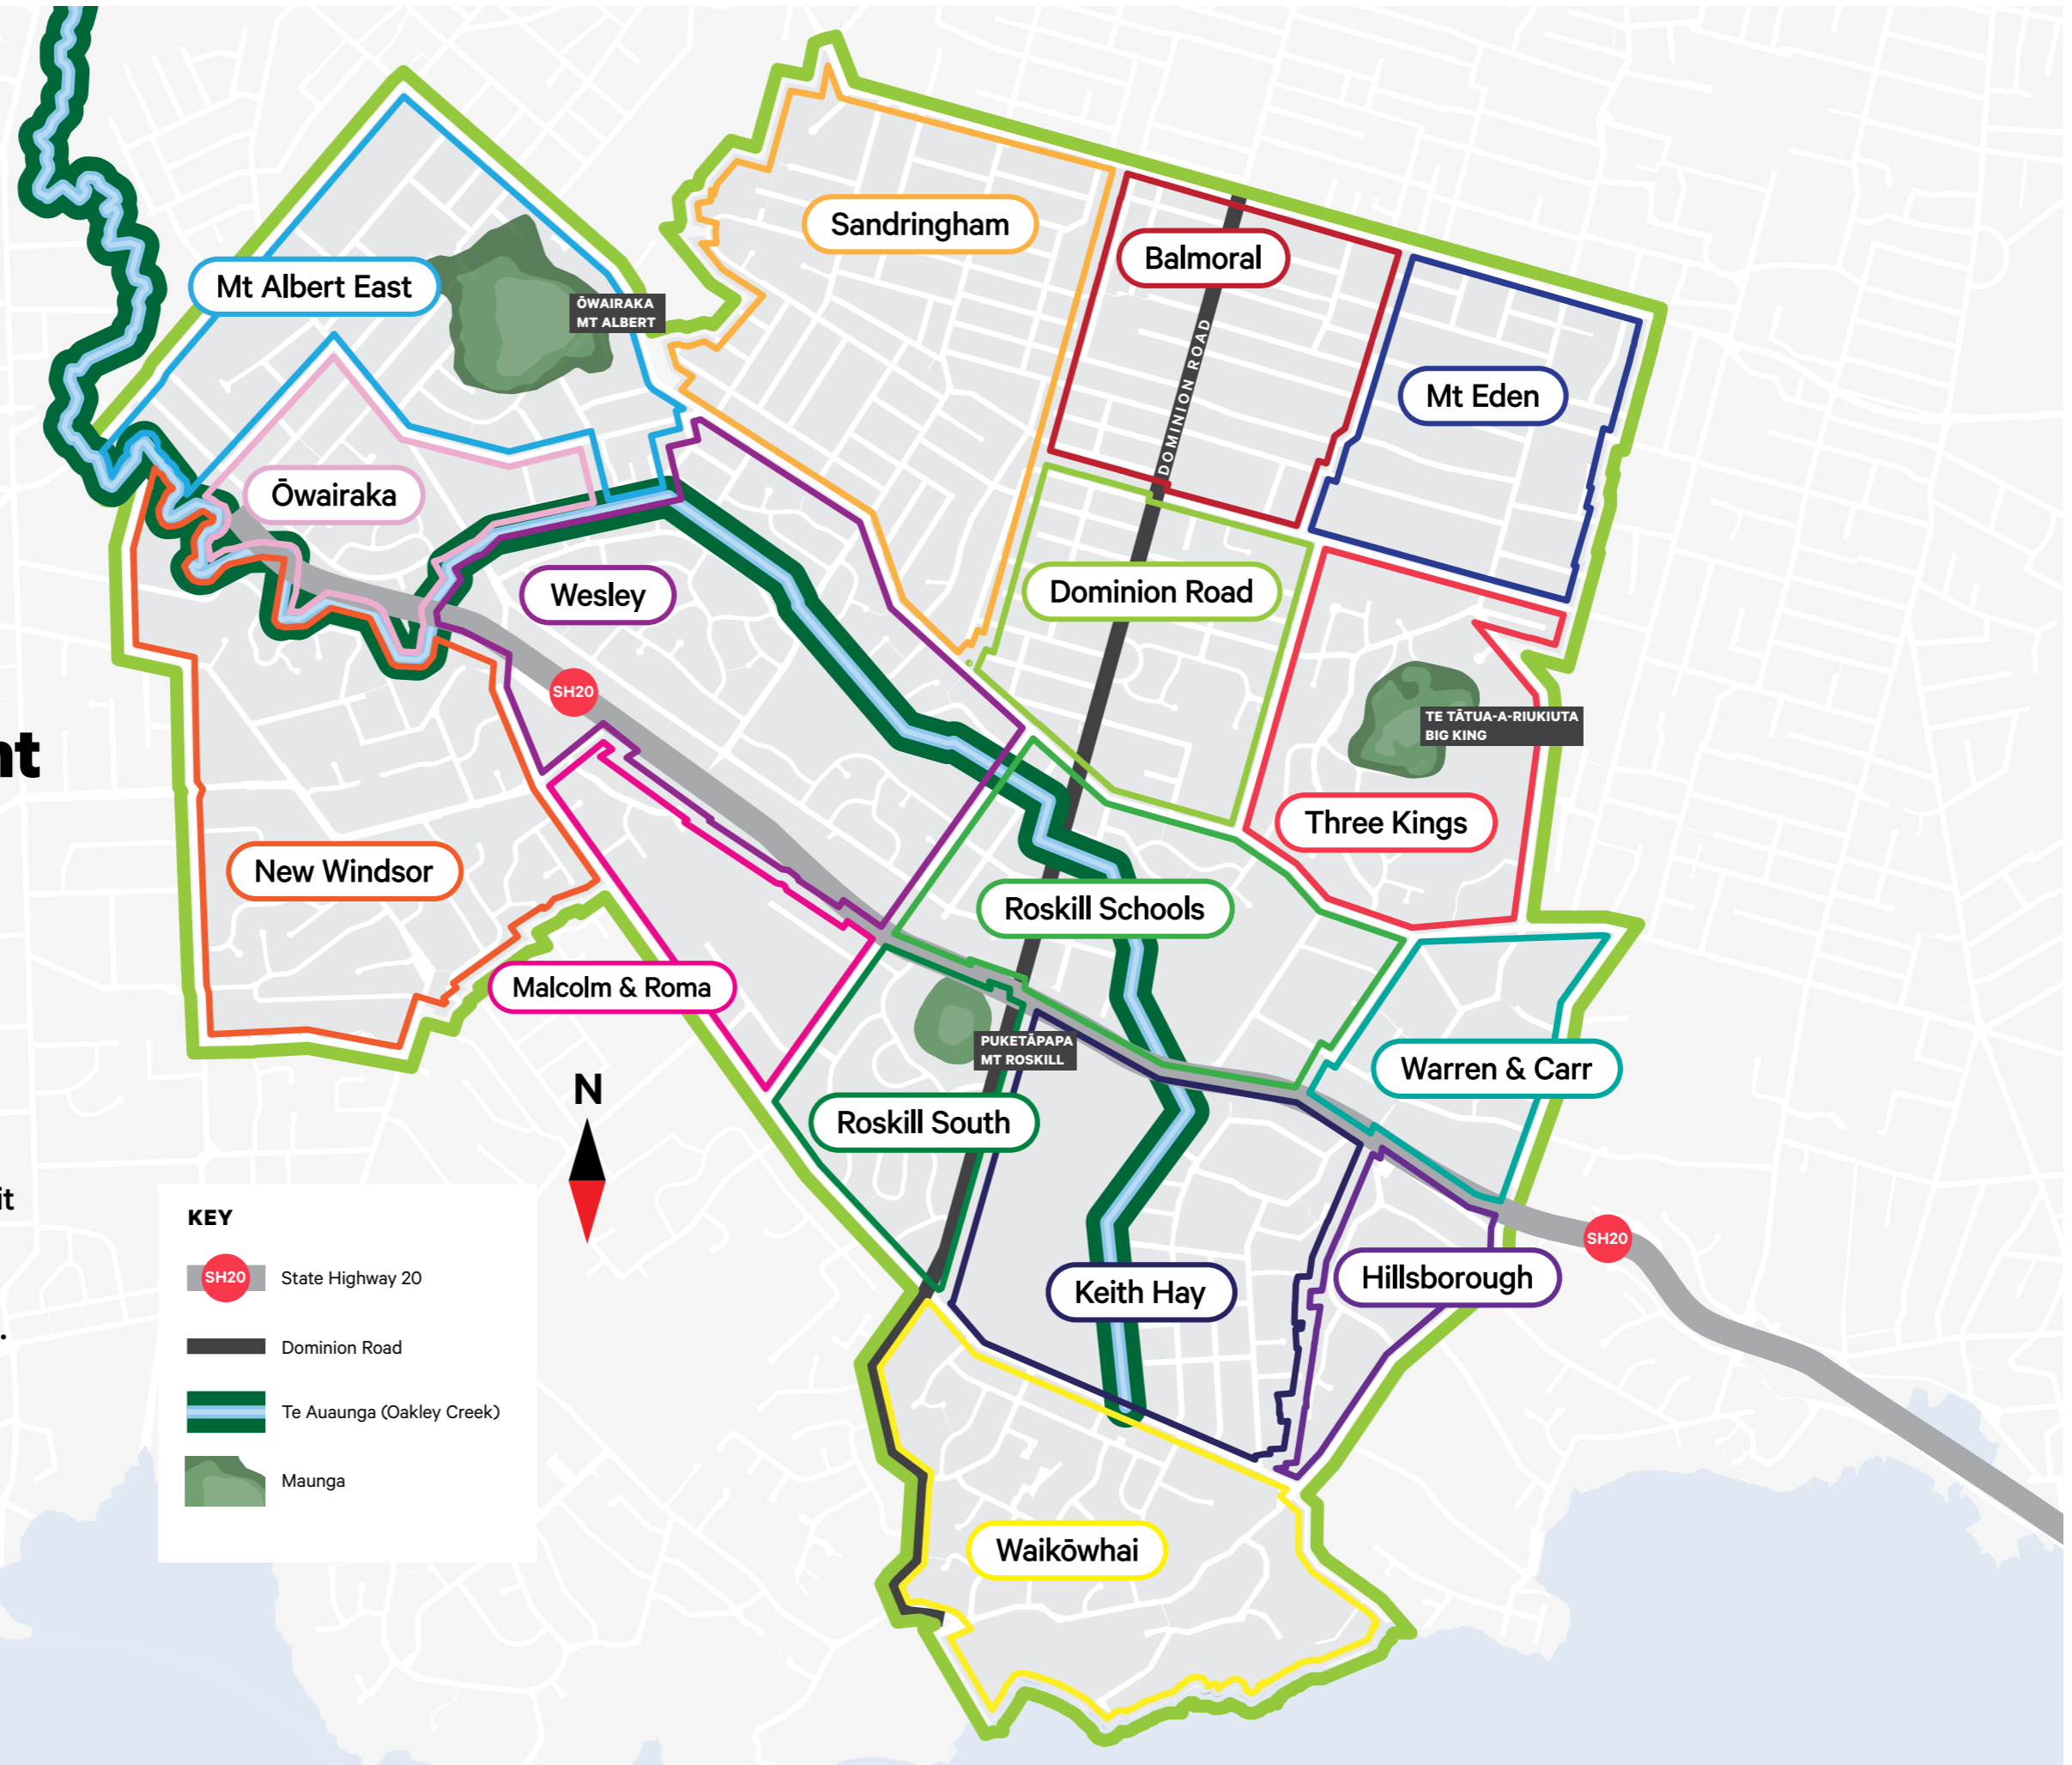 Sandringham
Balmoral
Mt Albert East
ŌWAIRAKA
MT ALBERT
DOMINION ROAD
Mt Eden
Ōwairaka
Wesley
Dominion Road
SH20
TE TĀTUA-A-RIUKIUTA
BIG KING
nt
Three Kings
New Windsor
Roskill Schools
Malcolm & Roma
PUKETĀPAPA
MT ROSKILL
Warren & Carr
N
Roskill South
it
KEY
SH20
State Highway 20
SH20
Hillsborough
Keith Hay
.
Dominion Road
Te Auaunga (Oakley Creek)
Maunga
Waikōwhai